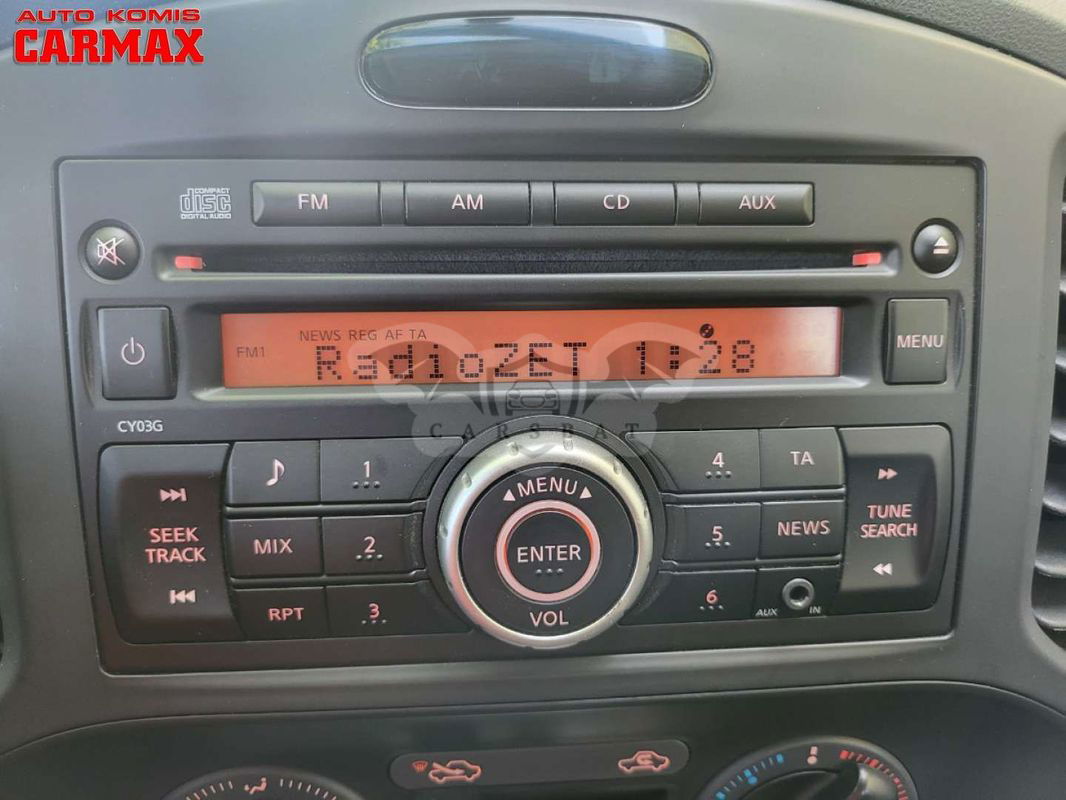 AUTO KOMIS
CARMAX
COMPACT
disc
DIGITAL AUDIO
FM AM CD AUX
NEWS REG AF TA
FM1
RadioZET 1:28
MENU
CY03G
CARSBAT
SEEK
TRACK
1
MIX 2
RPT 3
MENU
ENTER
VOL
4 TA
5 NEWS
6
AUX IN
TUNE
SEARCH